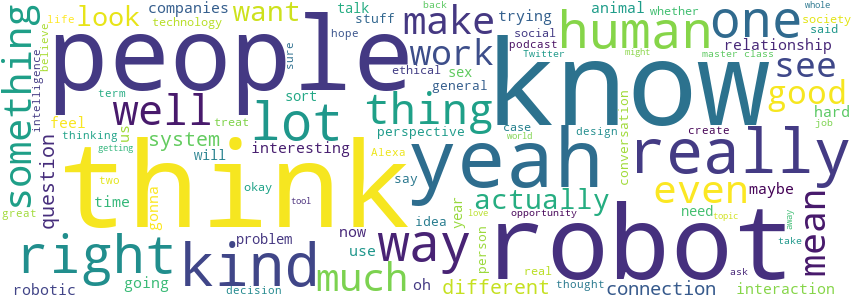 something
life
companies
technology
look
believe
intelligence
people
want
sure
hope
talk
stuff
back
make
work
trying
social
podcast
Twitter
ethical
sex
general
animal
whether
human
might
one
relationship
master class
whole
society
said
see
good
hard
job
know
term
feel
thinking
getting
well
us
treat
sort
system
will
interesting
lot
thing
perspective
okay
case
world
design
say
yeah
conversation
create
really
maybe
even
question
two
time
great
think
gonna
Alexa
tool
actually
idea
year
love
opportunity
need
topic
away
mean
right
robotic
going
kind
problem
decision
now
use
much
way
oh
person
different
real
thought
robot
connection
take
ask
interaction